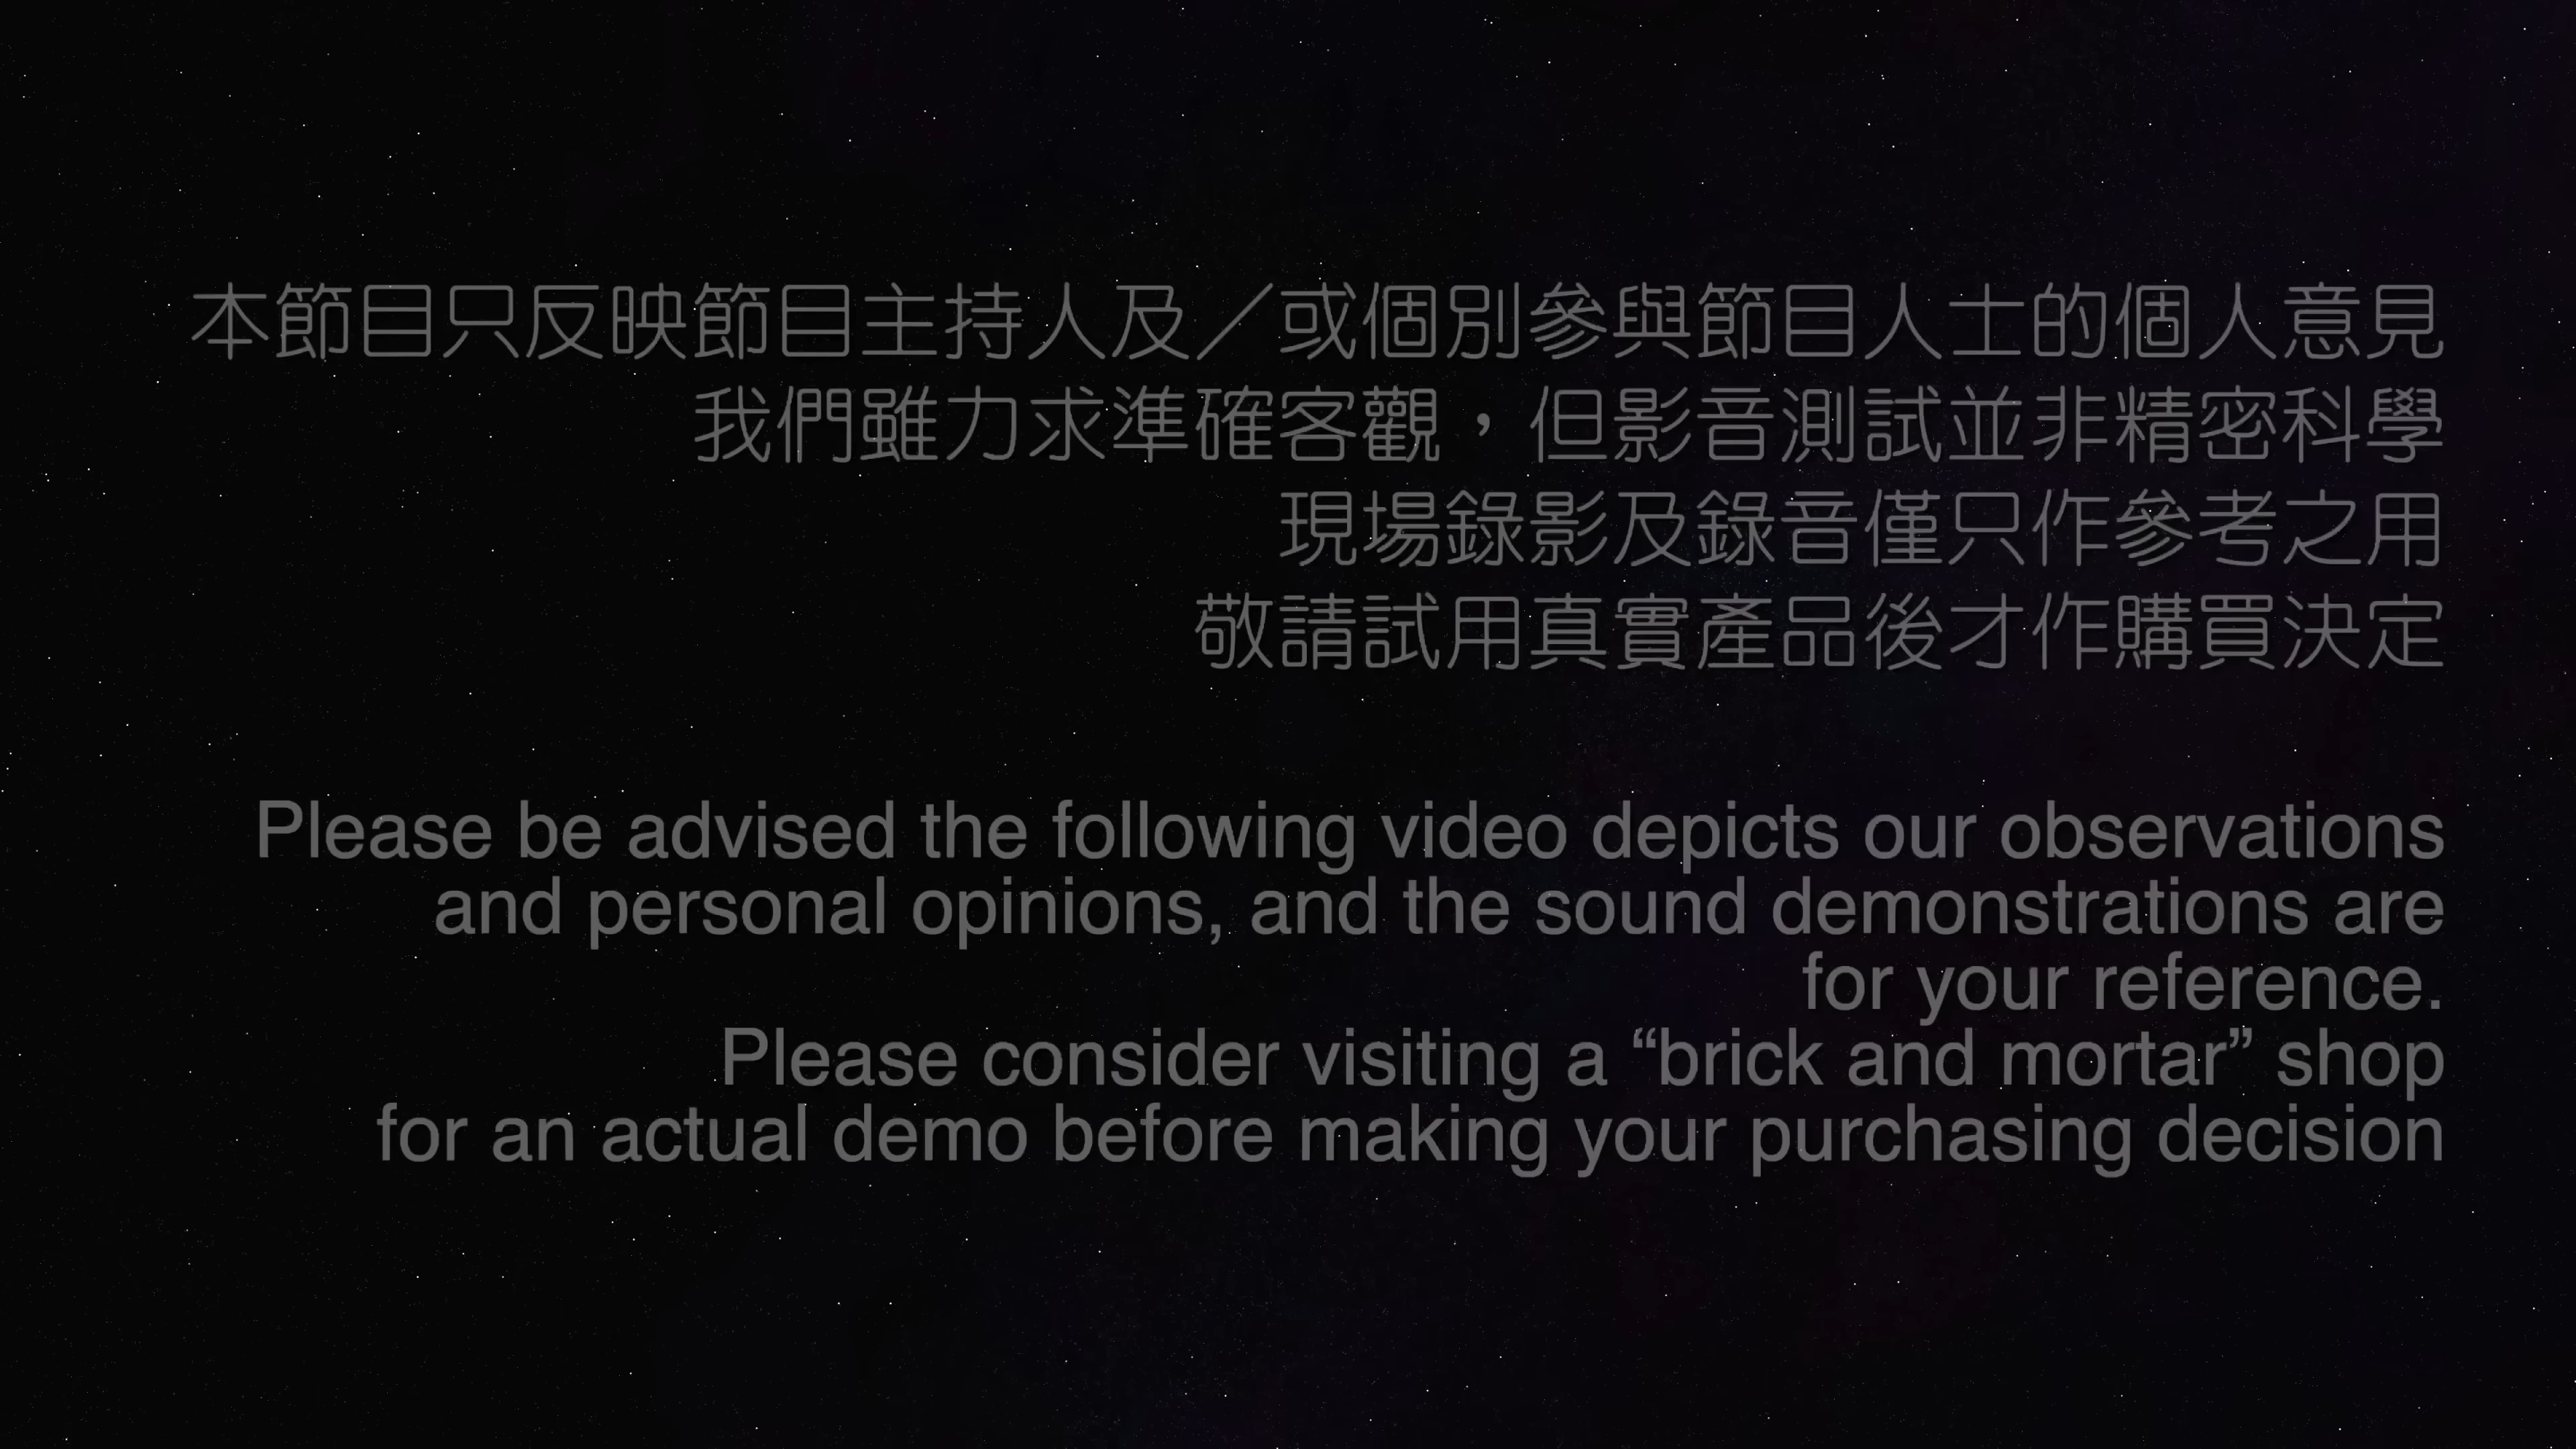 本節目只反映節目主持人及／或個別參與節目人士的個人意見
我們雖力求準確客觀，但影音測試並非精密科學
現場錄影及錄音僅只作參考之用
敬請試用真實產品後才作購買決定
Please be advised the following video depicts our observations
and personal opinions, and the sound demonstrations are
for your reference.
Please consider visiting a “brick and mortar” shop
for an actual demo before making your purchasing decision